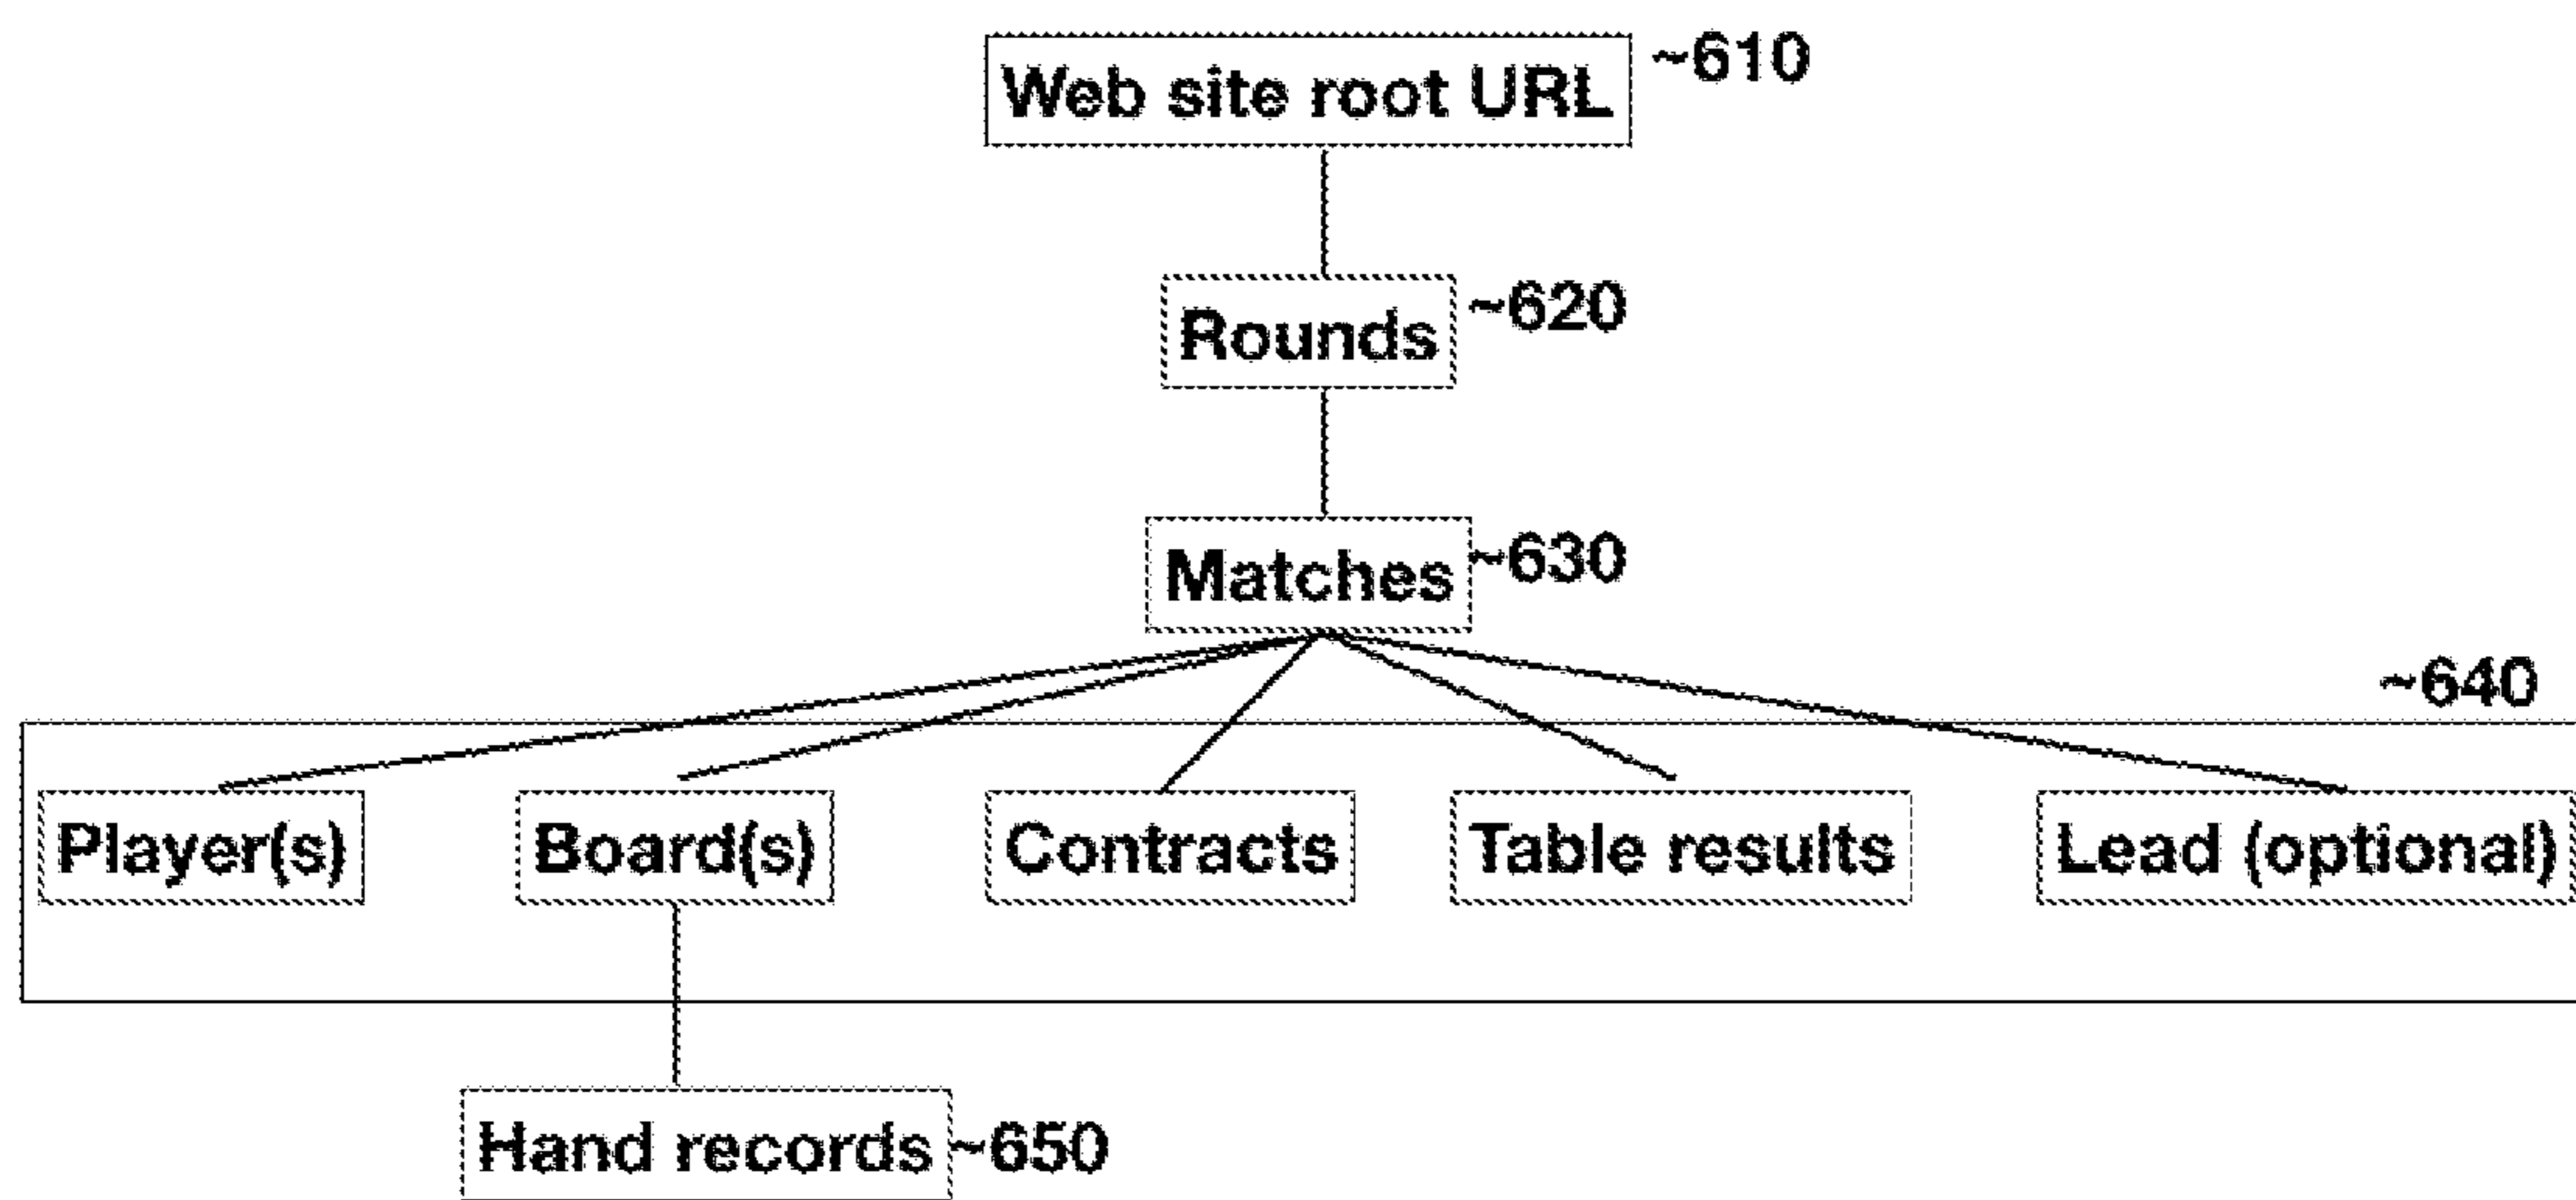 Web site root URL ~610
Rounds ~620
Matches ~630
~640
Player(s) Board(s) Contracts Table results Lead (optional)
Hand records ~650